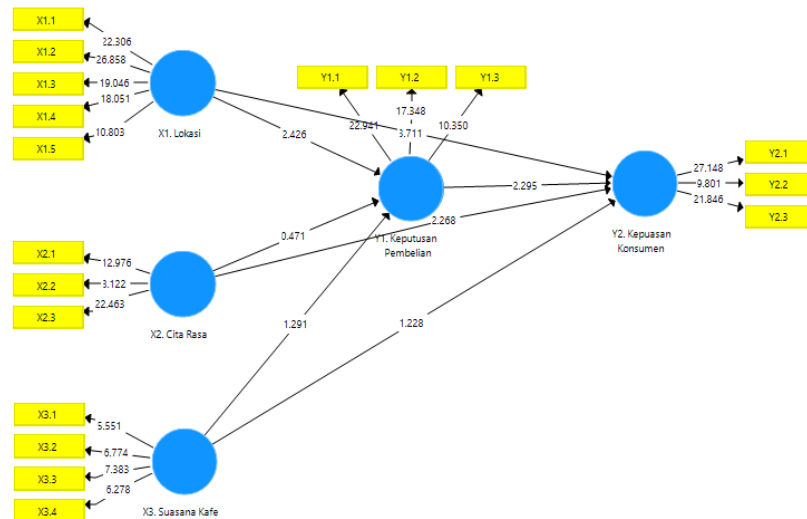 X1.1
X1.2
X1.3
X1.4
X1.5
22.306
26.858
19.046
18.051
10.803
X1. Lokasi
Y1.1
Y1.2
Y1.3
22.941
17.348
10.350
3.711
2.426
2.295
2.268
0.471
Y1. Keputusan
Pembelian
Y2.1
Y2.2
Y2.3
27.148
9.801
21.846
Y2. Kepuasan
Konsumen
X2.1
X2.2
X2.3
12.976
3.122
22.463
X2. Cita Rasa
1.291
1.228
X3.1
X3.2
X3.3
X3.4
5.551
6.774
7.383
6.278
X3. Suasana Kafe